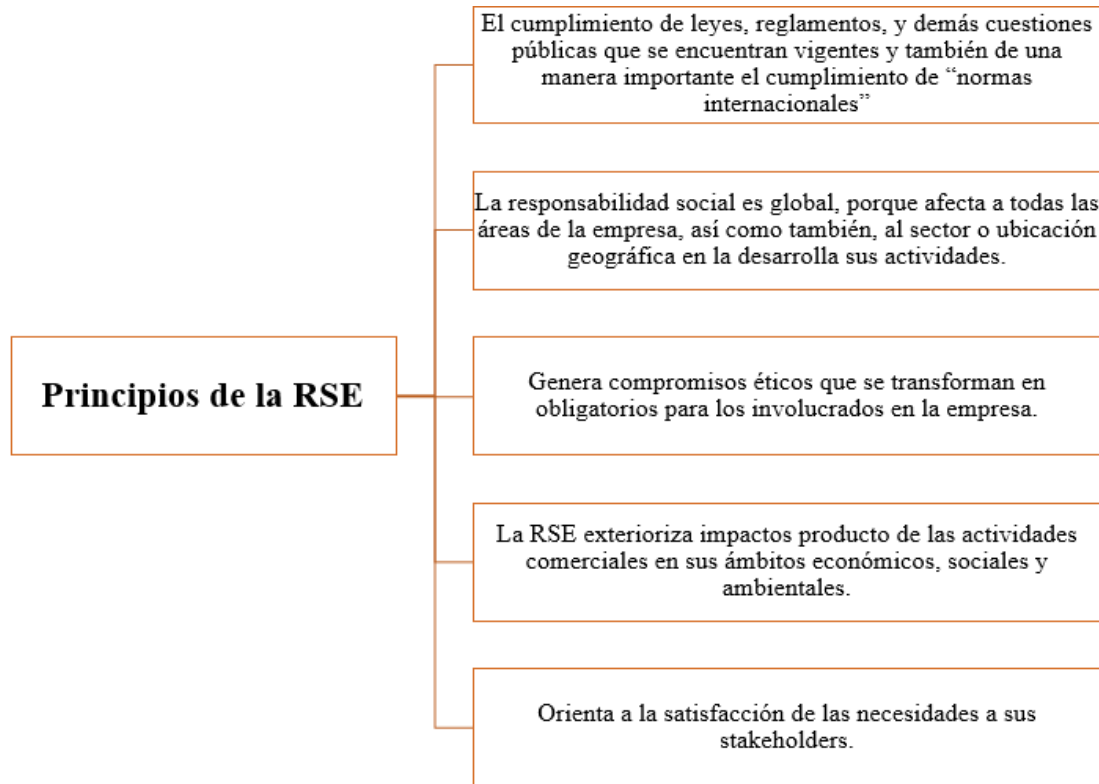 El cumplimiento de leyes, reglamentos, y demás cuestiones
públicas que se encuentran vigentes y también de una
manera importante el cumplimiento de “normas
internacionales”
La responsabilidad social es global, porque afecta a todas las
áreas de la empresa, así como también, al sector o ubicación
geográfica en la desarrolla sus actividades.
Principios de la RSE
Genera compromisos éticos que se transforman en
obligatorios para los involucrados en la empresa.
La RSE exterioriza impactos producto de las actividades
comerciales en sus ámbitos económicos, sociales y
ambientales.
Orienta a la satisfacción de las necesidades a sus
stakeholders.